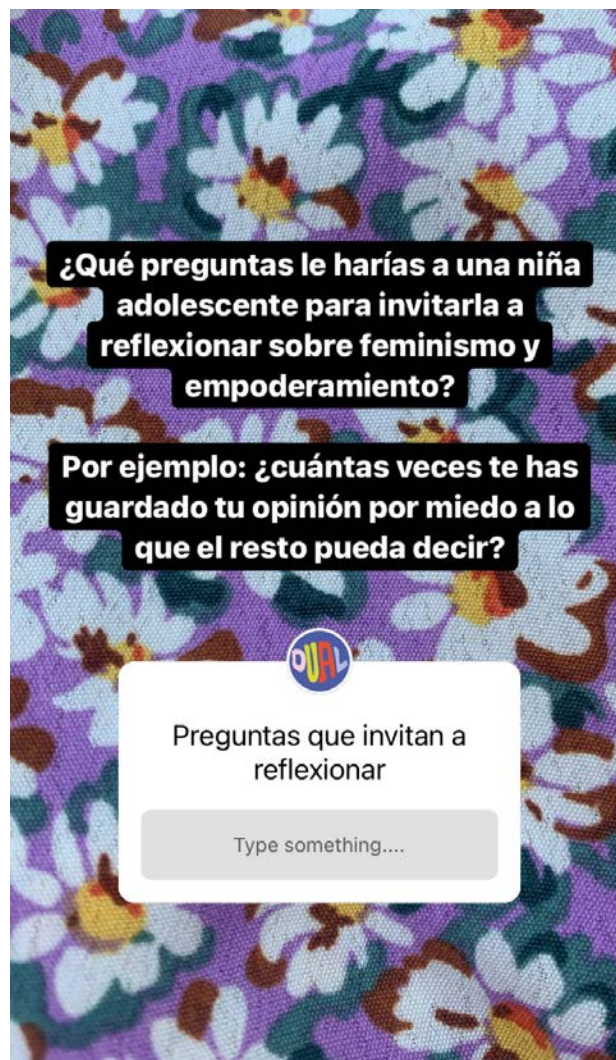 ¿Qué preguntas le harías a una niña
adolescente para invitarla a
reflexionar sobre feminismo y
empoderamiento?
Por ejemplo: ¿cuántas veces te has
guardado tu opinión por miedo a lo
que el resto pueda decir?
DUAL
Preguntas que invitan a
reflexionar
Type something....